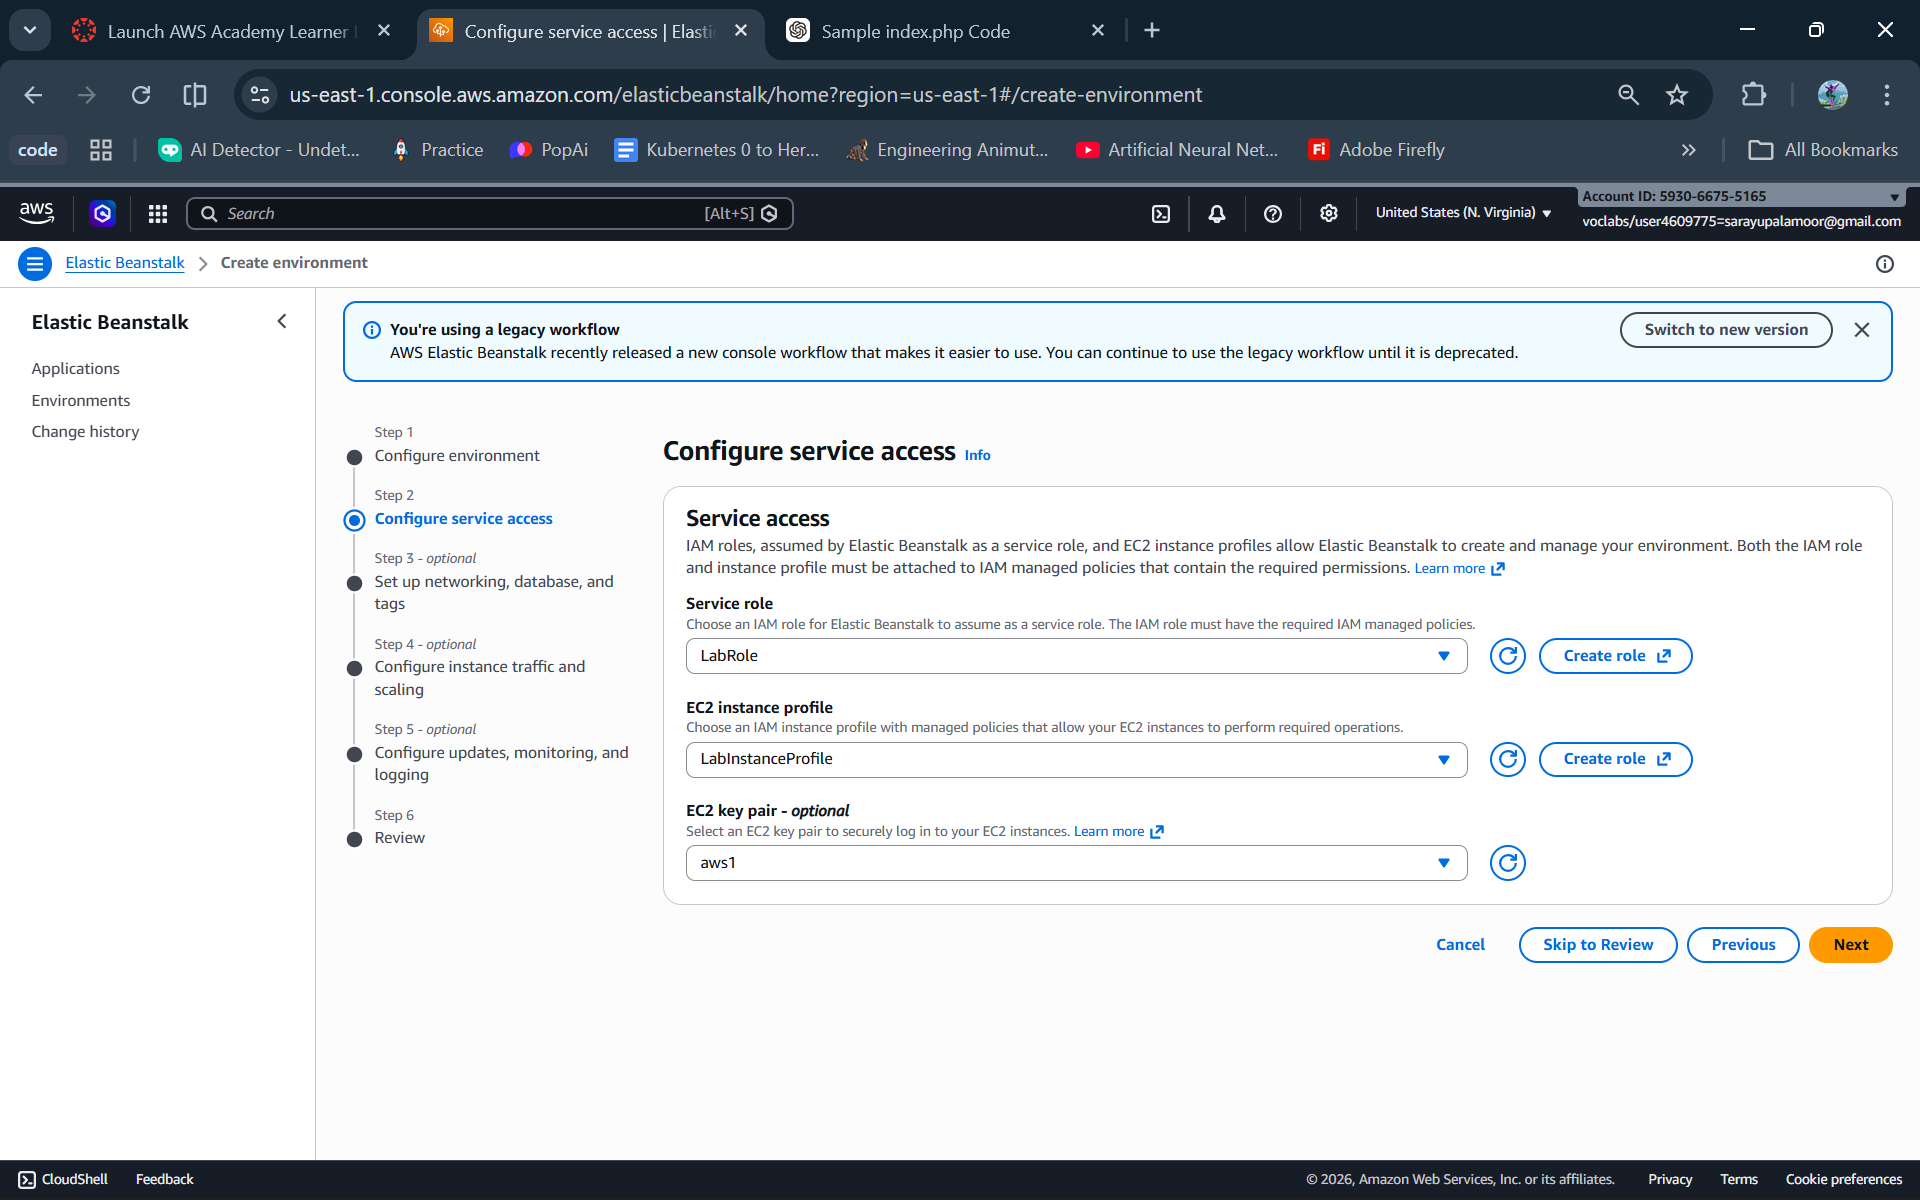 Launch AWS Academy Learner
Configure service access | Elasti
Sample index.php Code
us-east-1.console.aws.amazon.com/elasticbeanstalk/home?region=us-east-1#/create-environment
code
AI Detector - Undet...
Practice
PopAi
Kubernetes 0 to Her...
Engineering Animut...
Artificial Neural Net...
Fi
Adobe Firefly
»
All Bookmarks
aws
Search
[Alt+S]
United States (N. Virginia)
Account ID: 5930-6675-5165
voclabs/user4609775=sarayupalamoor@gmail.com
Elastic Beanstalk
Create environment
Elastic Beanstalk
Applications
Environments
Change history
You're using a legacy workflow
AWS Elastic Beanstalk recently released a new console workflow that makes it easier to use. You can continue to use the legacy workflow until it is deprecated.
Switch to new version
Step 1
Configure environment
Step 2
Configure service access
Step 3 - optional
Set up networking, database, and
tags
Step 4 - optional
Configure instance traffic and
scaling
Step 5 - optional
Configure updates, monitoring, and
logging
Step 6
Review
Configure service access Info
Service access
IAM roles, assumed by Elastic Beanstalk as a service role, and EC2 instance profiles allow Elastic Beanstalk to create and manage your environment. Both the IAM role
and instance profile must be attached to IAM managed policies that contain the required permissions. Learn more
Service role
Choose an IAM role for Elastic Beanstalk to assume as a service role. The IAM role must have the required IAM managed policies.
LabRole
Create role
EC2 instance profile
Choose an IAM instance profile with managed policies that allow your EC2 instances to perform required operations.
LabInstanceProfile
Create role
EC2 key pair - optional
Select an EC2 key pair to securely log in to your EC2 instances. Learn more
aws1
Cancel
Skip to Review
Previous
Next
CloudShell
Feedback
© 2026, Amazon Web Services, Inc. or its affiliates.
Privacy
Terms
Cookie preferences